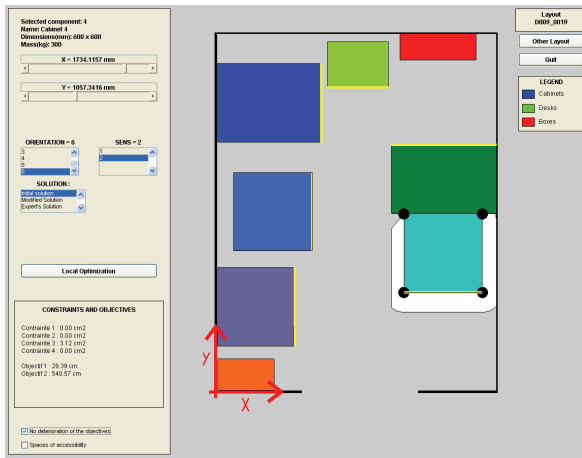 Selected component: 4
Name: Cabinet 4
Dimensions(mm): 600 x 600
Mass(kg): 300
X = 1734.1157 mm
Y = 1057.3416 mm
ORIENTATION = 6
3
4
5
6
SENS = 2
1
2
SOLUTION :
Initial solution
Modified Solution
Expert's Solution
Local Optimization
CONSTRAINTS AND OBJECTIVES
Contrainte 1 : 0.00 cm2
Contrainte 2 : 0.00 cm2
Contrainte 3 : 3.12 cm2
Contrainte 4 : 0.00 cm2
Objectif 1 : 28.39 cm
Objectif 2 : 540.57 cm
No deterioration of the objectives
Spaces of accessibility
y
X
Layout
D009_0019
Other Layout
Quit
LEGEND
Cabinets
Desks
Boxes